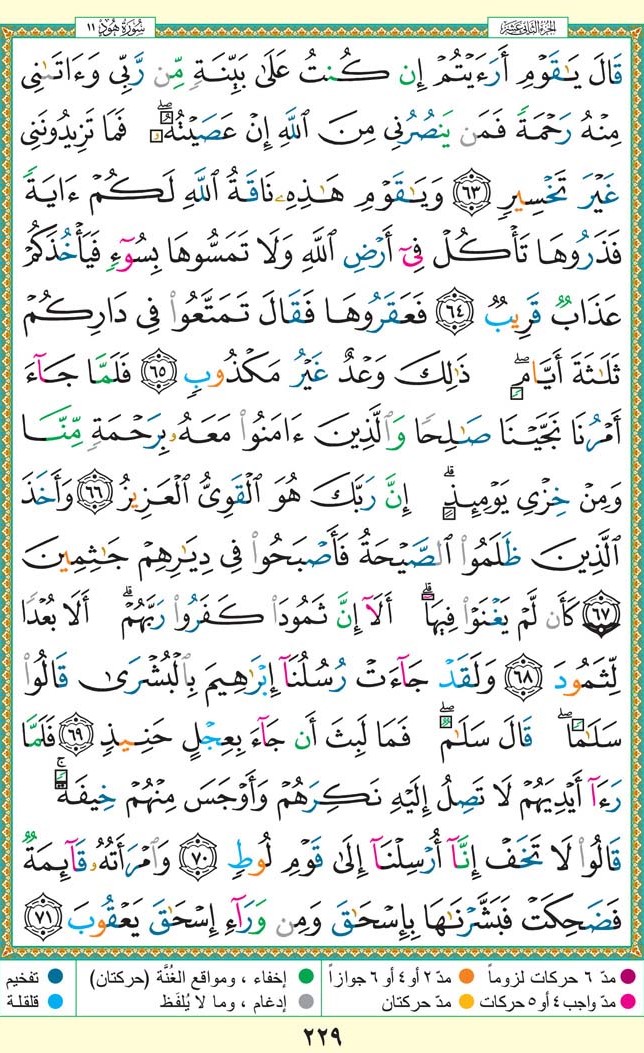 سُورَةُ هُودٍ ١١
الجزءُ الثَّانِى عَشَرَ
قَالَ يَٰقَوْمِ أَرَءَيْتُمْ إِن كُنتُ عَلَىٰ بَيِّنَةٍ مِّن رَّبِّى وَءَاتَىٰنِى
مِنْهُ رَحْمَةً فَمَن يَنصُرُنِى مِنَ ٱللَّهِ إِنْ عَصَيْتُهُۥ ۖ فَمَا تَزِيدُونَنِى
غَيْرَ تَخْسِيرٍ ٦٣ وَيَٰقَوْمِ هَٰذِهِۦ نَاقَةُ ٱللَّهِ لَكُمْ ءَايَةً
فَذَرُوهَا تَأْكُلْ فِىٓ أَرْضِ ٱللَّهِ وَلَا تَمَسُّوهَا بِسُوٓءٍ فَيَأْخُذَكُمْ
عَذَابٌ قَرِيبٌ ٦٤ فَعَقَرُوهَا فَقَالَ تَمَتَّعُوا۟ فِى دَارِكُمْ
ثَلَٰثَةَ أَيَّامٍ ۖ ذَٰلِكَ وَعْدٌ غَيْرُ مَكْذُوبٍ ٦٥ فَلَمَّا جَآءَ
أَمْرُنَا نَجَّيْنَا صَٰلِحًا وَٱلَّذِينَ ءَامَنُوا۟ مَعَهُۥ بِرَحْمَةٍ مِّنَّا
وَمِنْ خِزْىِ يَوْمِئِذٍ ۗ إِنَّ رَبَّكَ هُوَ ٱلْقَوِىُّ ٱلْعَزِيزُ ٦٦ وَأَخَذَ
ٱلَّذِينَ ظَلَمُوا۟ ٱلصَّيْحَةُ فَأَصْبَحُوا۟ فِى دِيَٰرِهِمْ جَٰثِمِينَ
٦٧ كَأَن لَّمْ يَغْنَوْا۟ فِيهَآ ۗ أَلَآ إِنَّ ثَمُودَا۟ كَفَرُوا۟ رَبَّهُمْ ۗ أَلَا بُعْدًا
لِّثَمُودَ ٦٨ وَلَقَدْ جَآءَتْ رُسُلُنَآ إِبْرَٰهِيمَ بِٱلْبُشْرَىٰ قَالُوا۟
سَلَٰمًا ۖ قَالَ سَلَٰمٌ ۖ فَمَا لَبِثَ أَن جَآءَ بِعِجْلٍ حَنِيذٍ ٦٩ فَلَمَّا
رَءَآ أَيْدِيَهُمْ لَا تَصِلُ إِلَيْهِ نَكِرَهُمْ وَأَوْجَسَ مِنْهُمْ خِيفَةً ۚ
قَالُوا۟ لَا تَخَفْ إِنَّآ أُرْسِلْنَآ إِلَىٰ قَوْمِ لُوطٍ ٧٠ وَٱمْرَأَتُهُۥ قَآئِمَةٌ
فَضَحِكَتْ فَبَشَّرْنَٰهَا بِإِسْحَٰقَ وَمِن وَرَآءِ إِسْحَٰقَ يَعْقُوبَ ٧١
مدّ ٦ حركات لزوماً مدّ ٢ أو ٤ أو ٦ جوازاً إخفاء ، ومواقع الغُنَّة (حركتان) تفخيم
مدّ واجب ٤ أو ٥ حركات مدّ حركتان إدغام ، وما لا يُلفَظ قلقلة
٢٢٩